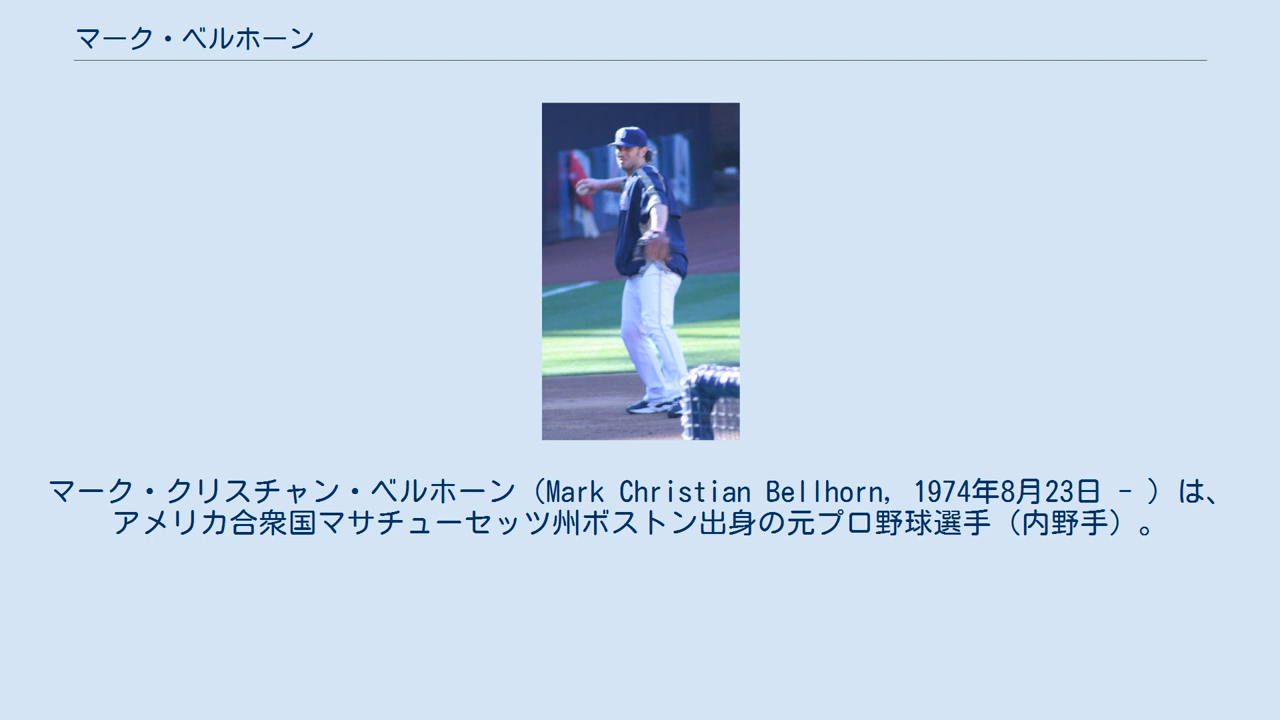 マーク・ベルホーン
マーク・クリスチャン・ベルホーン（Mark Christian Bellhorn, 1974年8月23日 - ）は、
アメリカ合衆国マサチューセッツ州ボストン出身の元プロ野球選手（内野手）。